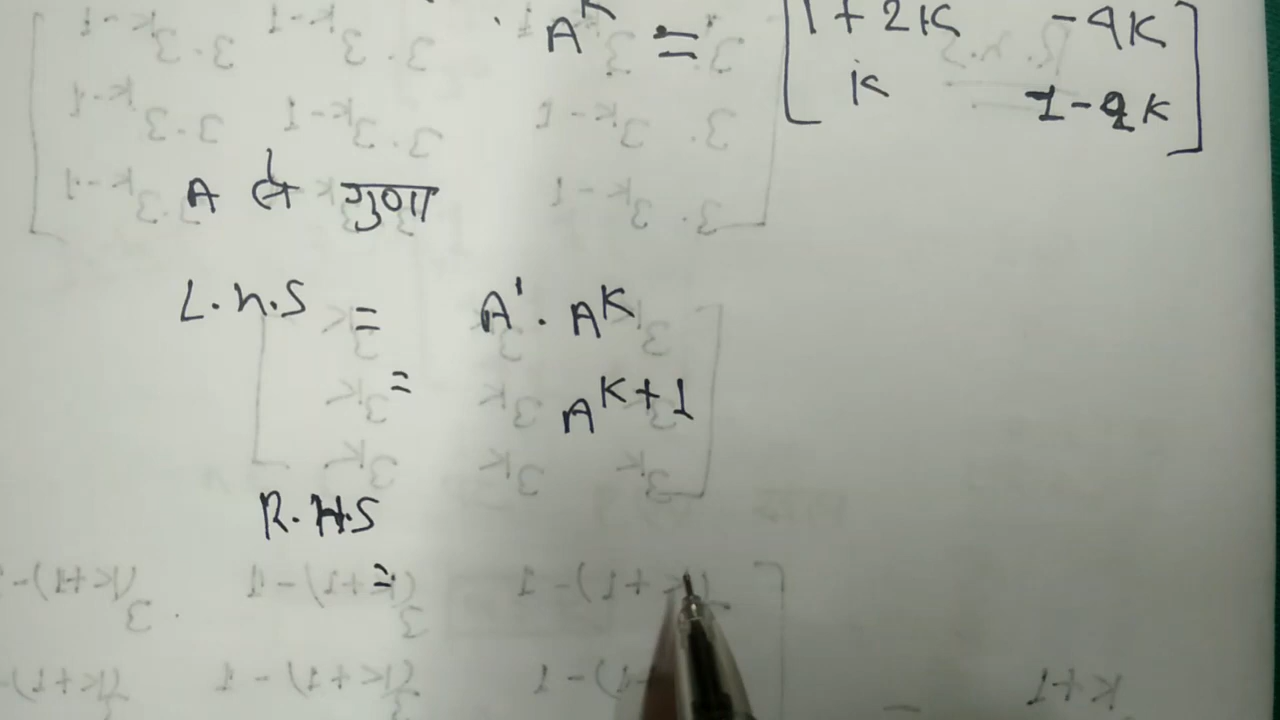 A^K = [ 1+2K -4K
K 1-2K ]
A से गुणा
L.H.S = A¹ · A^K
= A^K+1
R.H.S
=